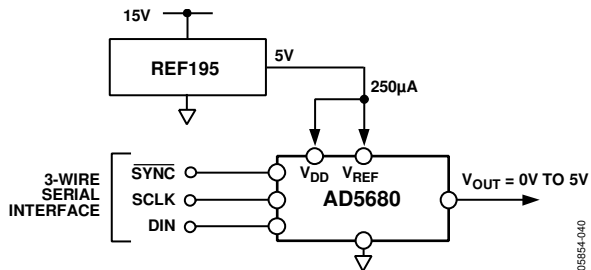 15V
REF195
5V
250µA
3-WIRE
SERIAL
INTERFACE
SYNC
SCLK
DIN
VDD
VREF
AD5680
VOUT = 0V TO 5V
05854-040